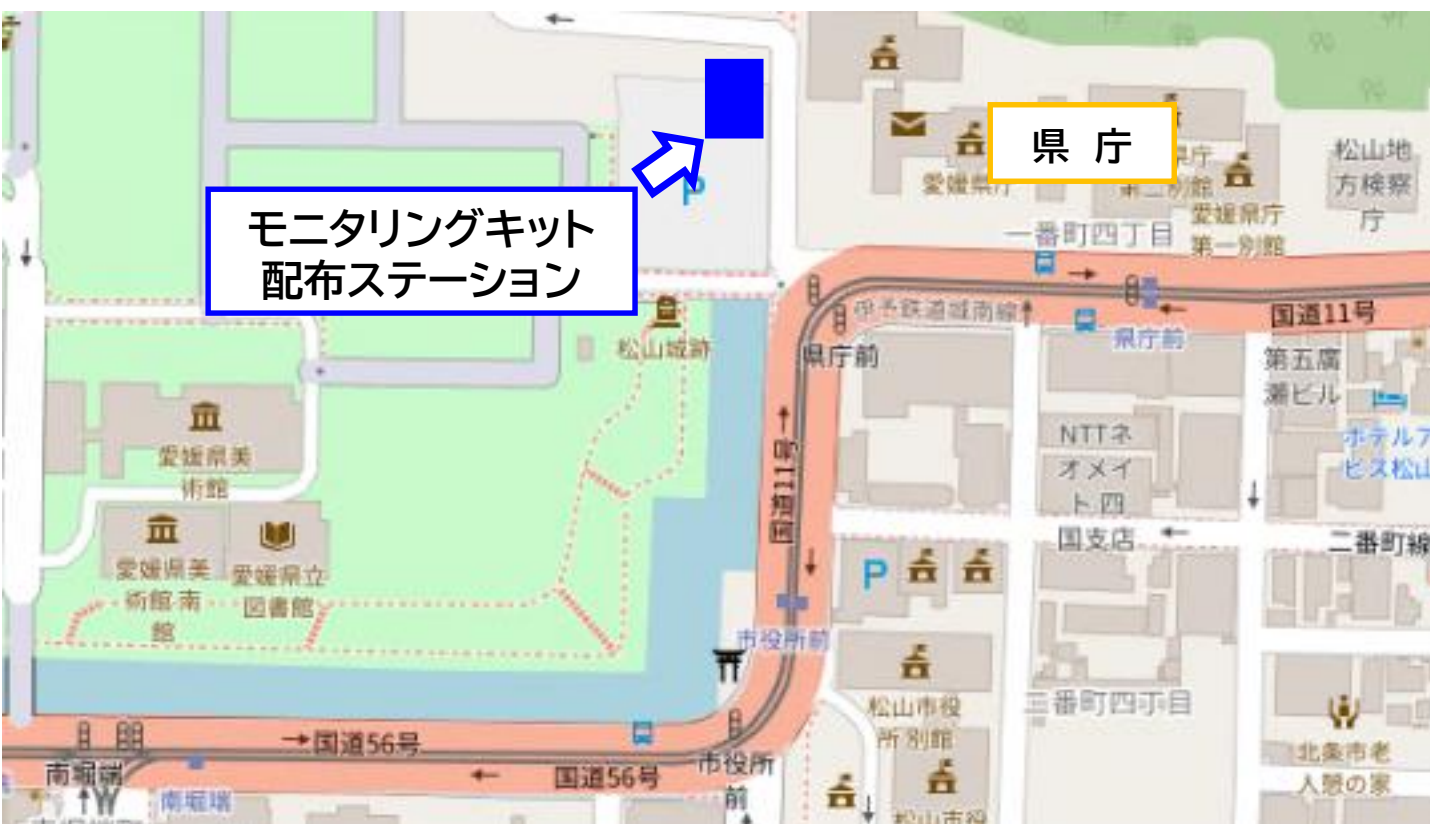 県 庁
松山地
方検察
庁
愛媛県庁
第二別館
愛媛県庁
第一別館
P
モニタリングキット
配布ステーション
一番町四丁目
伊予鉄道城南線
国道11号
県庁前
県庁前
松山城跡
第五廣
瀬ビル
ホテルア
ビス松山
NTTネ
オメイ
ト四
国支店
愛媛県美
術館
国道11号
二番町線
愛媛県美
術館 南
館
愛媛県立
図書館
P
市役所前
松山市役
所 別館
三番町四丁目
北条市老
人憩の家
国道56号
国道56号
市役所
前
南堀端
南堀端
松山市役